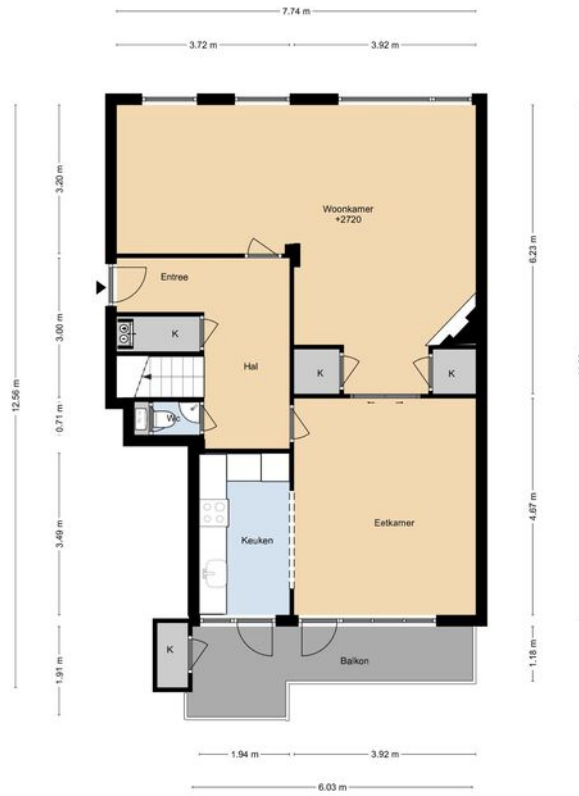 7.74 m
3.72 m
3.92 m
3.20 m
3.00 m
0.71 m
3.49 m
1.91 m
12.56 m
6.23 m
4.67 m
1.18 m
Woonkamer
+2720
Entree
K
Hal
K
K
Wc
Keuken
Eetkamer
K
Balkon
1.94 m
3.92 m
6.03 m